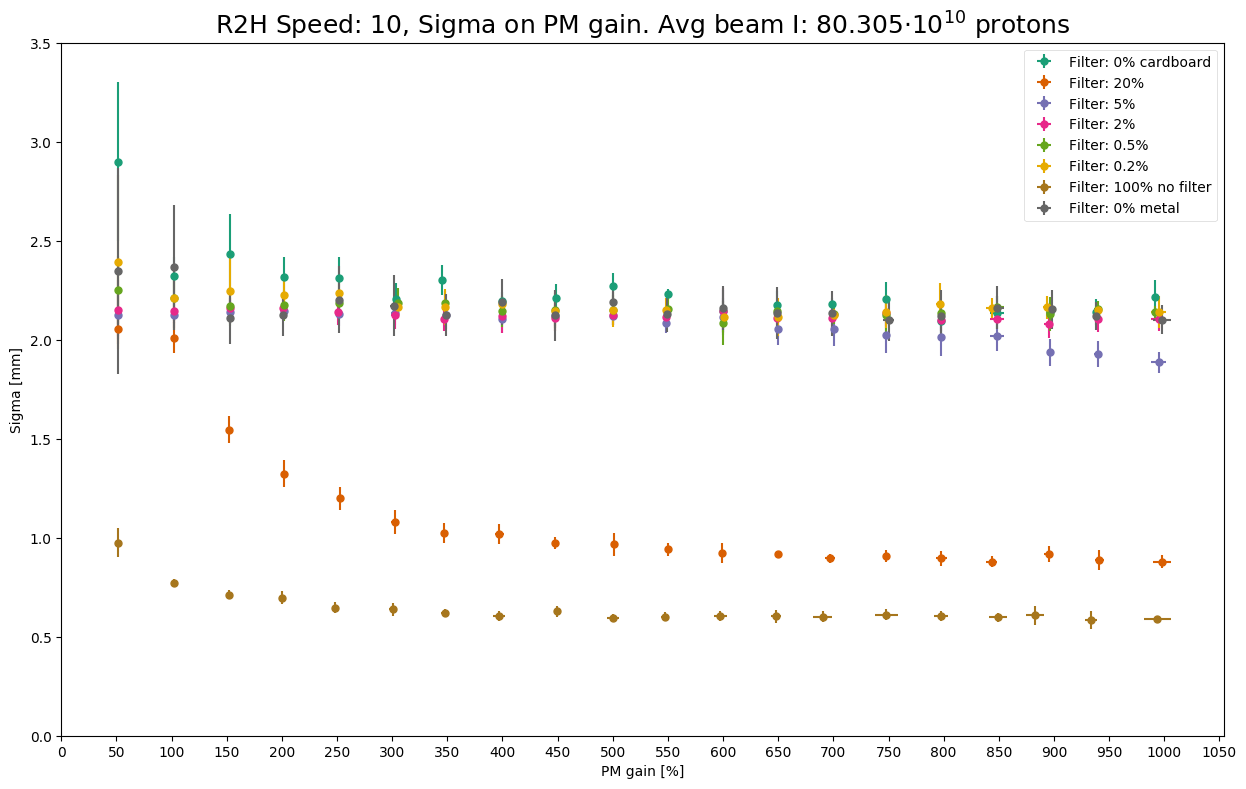 R2H Speed: 10, Sigma on PM gain. Avg beam I: 80.305·10¹⁰ protons
3.5
3.0
2.5
2.0
1.5
1.0
0.5
0.0
Sigma [mm]
Filter: 0% cardboard
Filter: 20%
Filter: 5%
Filter: 2%
Filter: 0.5%
Filter: 0.2%
Filter: 100% no filter
Filter: 0% metal
0 50 100 150 200 250 300 350 400 450 500 550 600 650 700 750 800 850 900 950 1000 1050
PM gain [%]